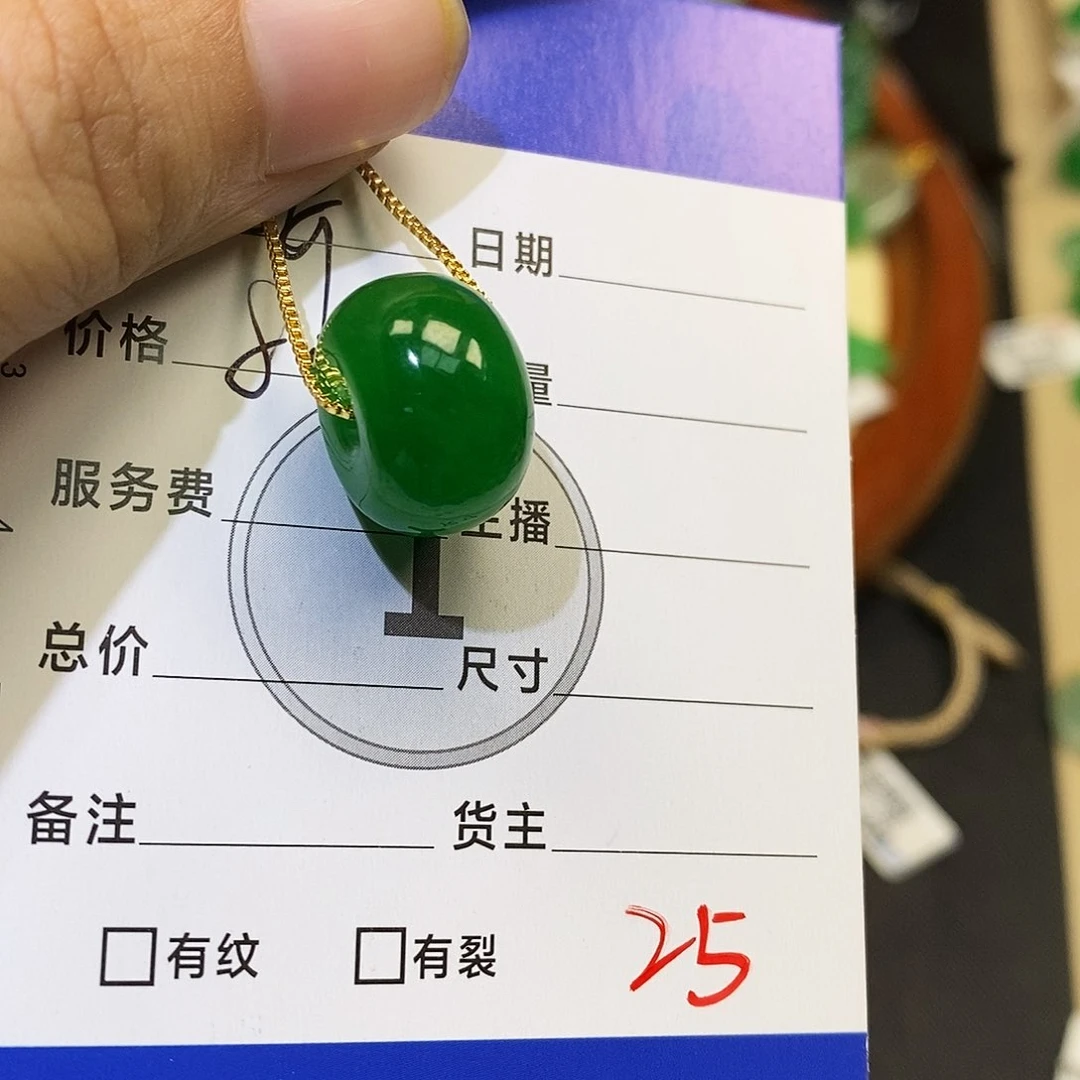 日期
价格
量
服务费 主播
1
总价 尺寸
备注 货主
有纹 有裂 25